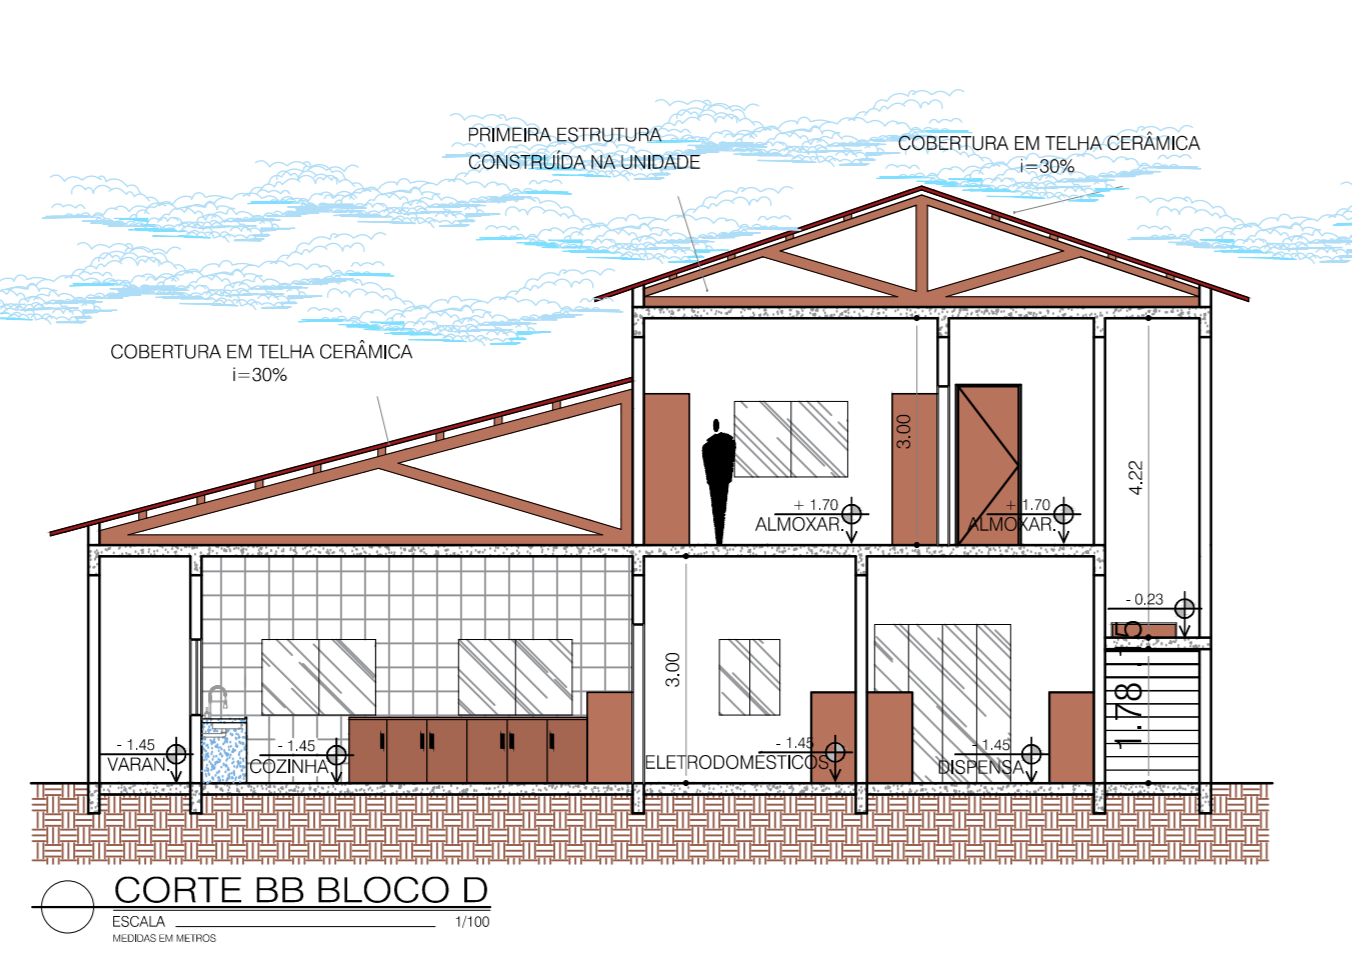 PRIMEIRA ESTRUTURA
CONSTRUÍDA NA UNIDADE
COBERTURA EM TELHA CERÂMICA
i=30%
COBERTURA EM TELHA CERÂMICA
i=30%
3.00
4.22
+ 1.70
ALMOXAR.
+ 1.70
ALMOXAR.
- 0.23
3.00
1.78
.15
- 1.45
VARAN.
- 1.45
COZINHA
- 1.45
ELETRODOMÉSTICOS
- 1.45
DISPENSA
CORTE BB BLOCO D
ESCALA 1/100
MEDIDAS EM METROS